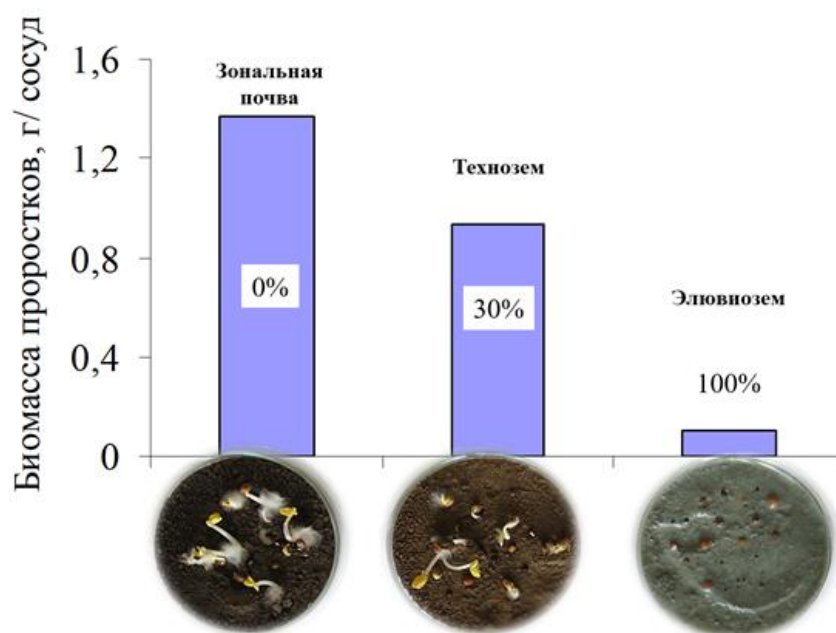 Биомасса проростков, г/ сосуд
1,6
1,2
0,8
0,4
0
Зональная
почва
0%
Технозем
30%
Элювиозем
100%